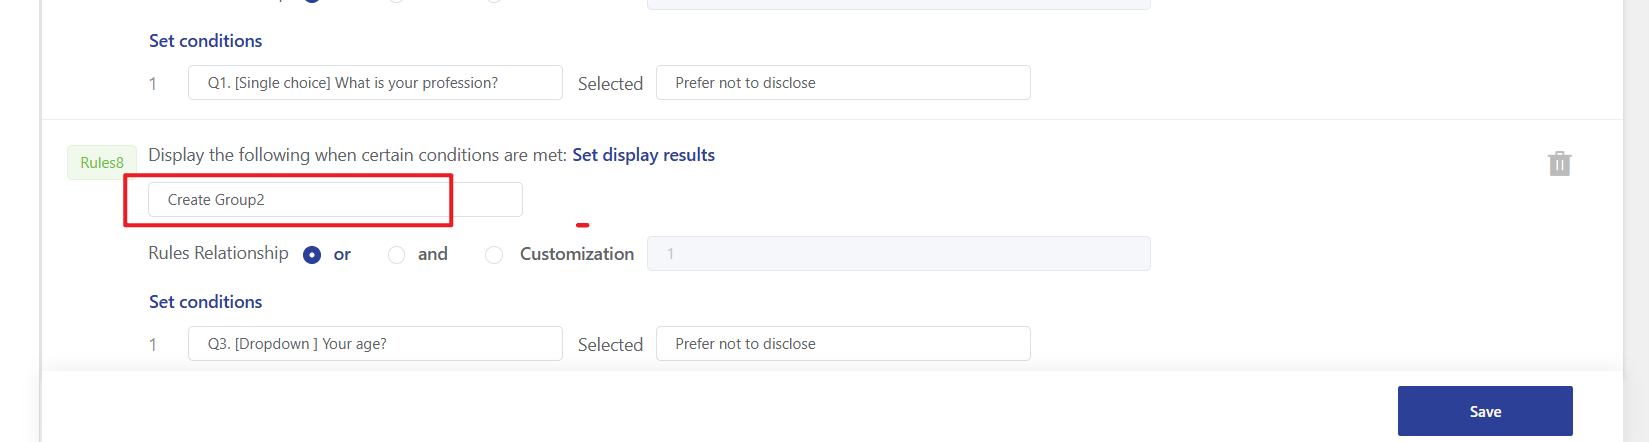 Set conditions
1 Q1. [Single choice] What is your profession? Selected Prefer not to disclose
Rules8 Display the following when certain conditions are met: Set display results
Create Group2
Rules Relationship or and Customization 1
Set conditions
1 Q3. [Dropdown ] Your age? Selected Prefer not to disclose
Save